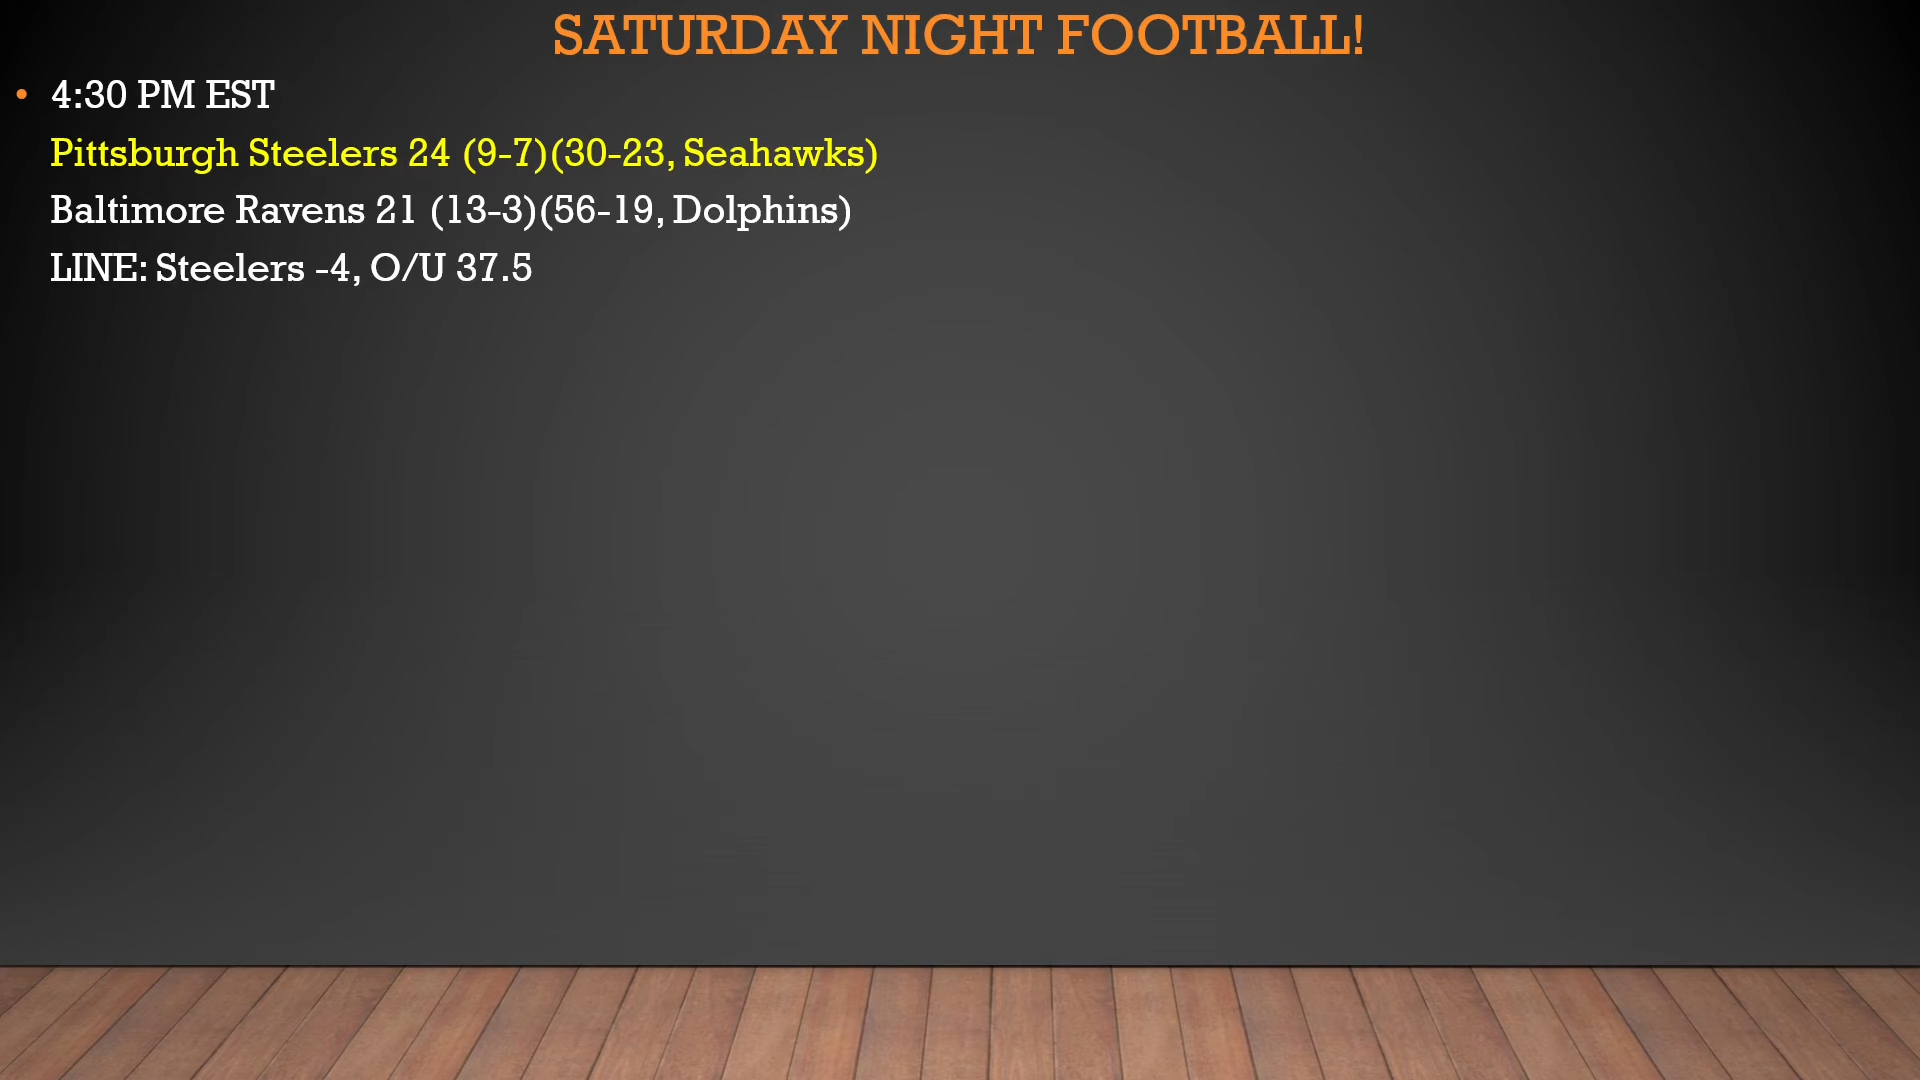 SATURDAY NIGHT FOOTBALL!
• 4:30 PM EST
Pittsburgh Steelers 24 (9-7)(30-23, Seahawks)
Baltimore Ravens 21 (13-3)(56-19, Dolphins)
LINE: Steelers -4, O/U 37.5